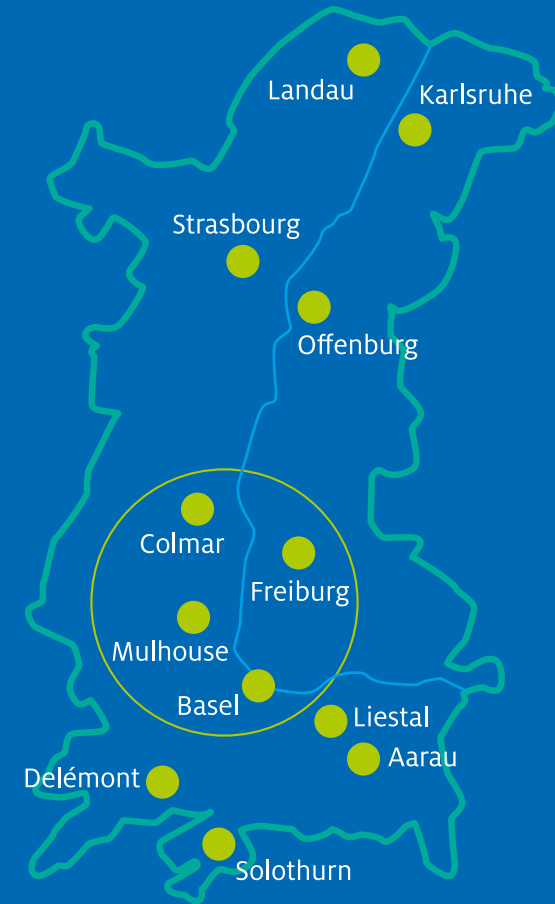 Landau
Karlsruhe
Strasbourg
Offenburg
Colmar
Freiburg
Mulhouse
Basel
Liestal
Aarau
Delémont
Solothurn